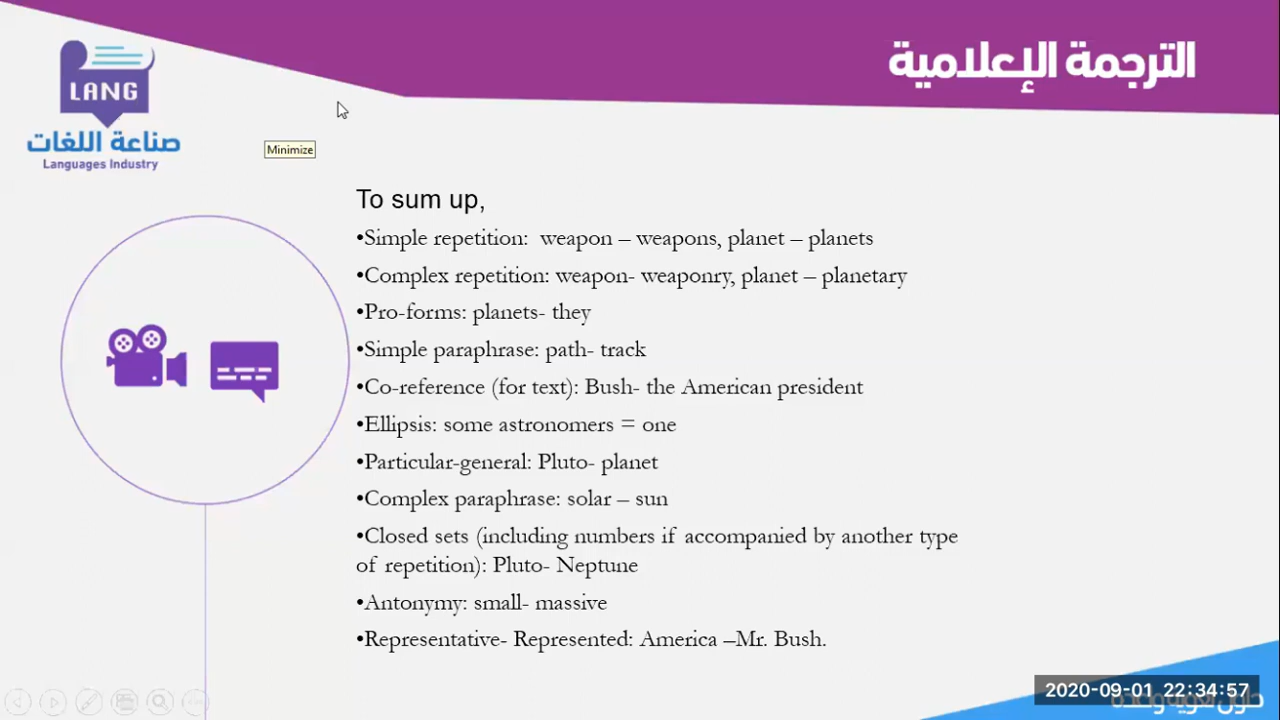 الترجمة الإعلامية
LANG
صناعة اللغات
Languages Industry
Minimize
To sum up,
•Simple repetition:  weapon – weapons, planet – planets
•Complex repetition: weapon- weaponry, planet – planetary
•Pro-forms: planets- they
•Simple paraphrase: path- track
•Co-reference (for text): Bush- the American president
•Ellipsis: some astronomers = one
•Particular-general: Pluto- planet
•Complex paraphrase: solar – sun
•Closed sets (including numbers if accompanied by another type
of repetition): Pluto- Neptune
•Antonymy: small- massive
•Representative- Represented: America –Mr. Bush.
2020-09-01 22:34:57